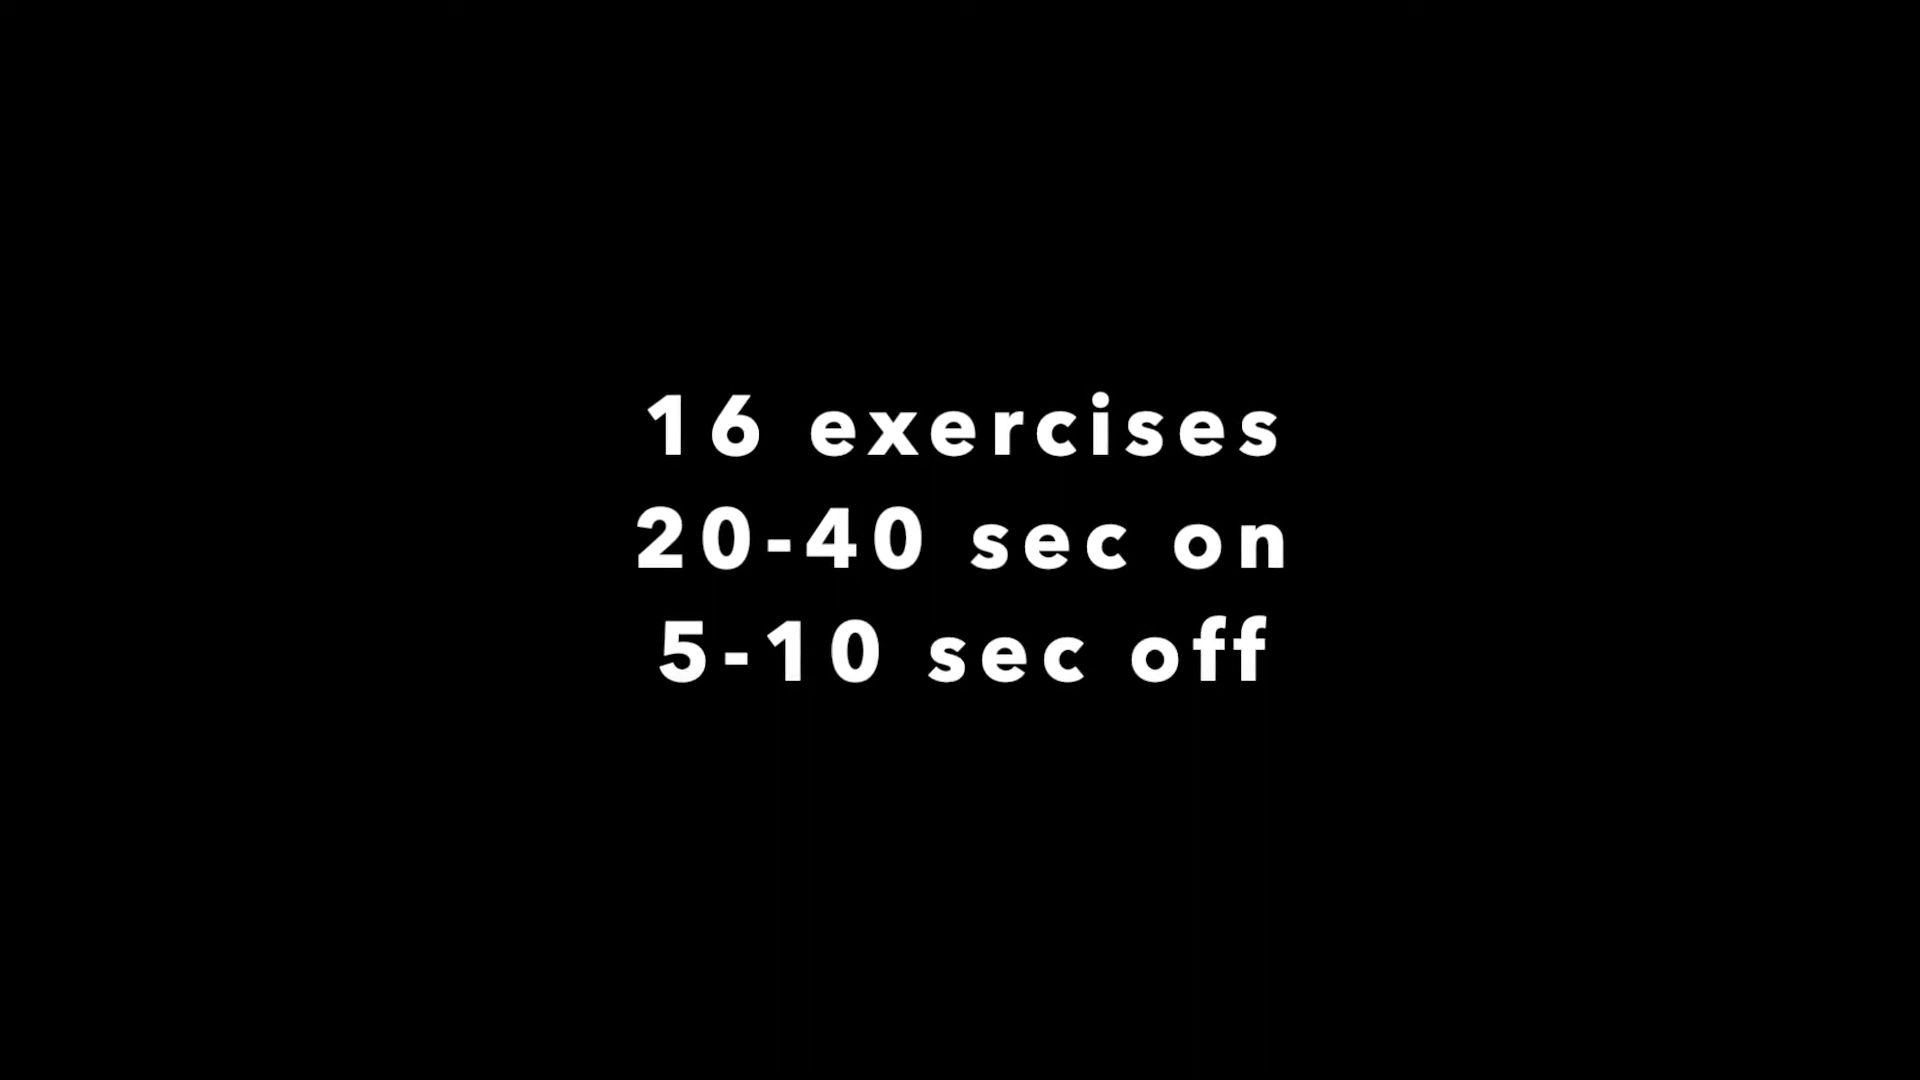 16 exercises
20-40 sec on
5-10 sec off